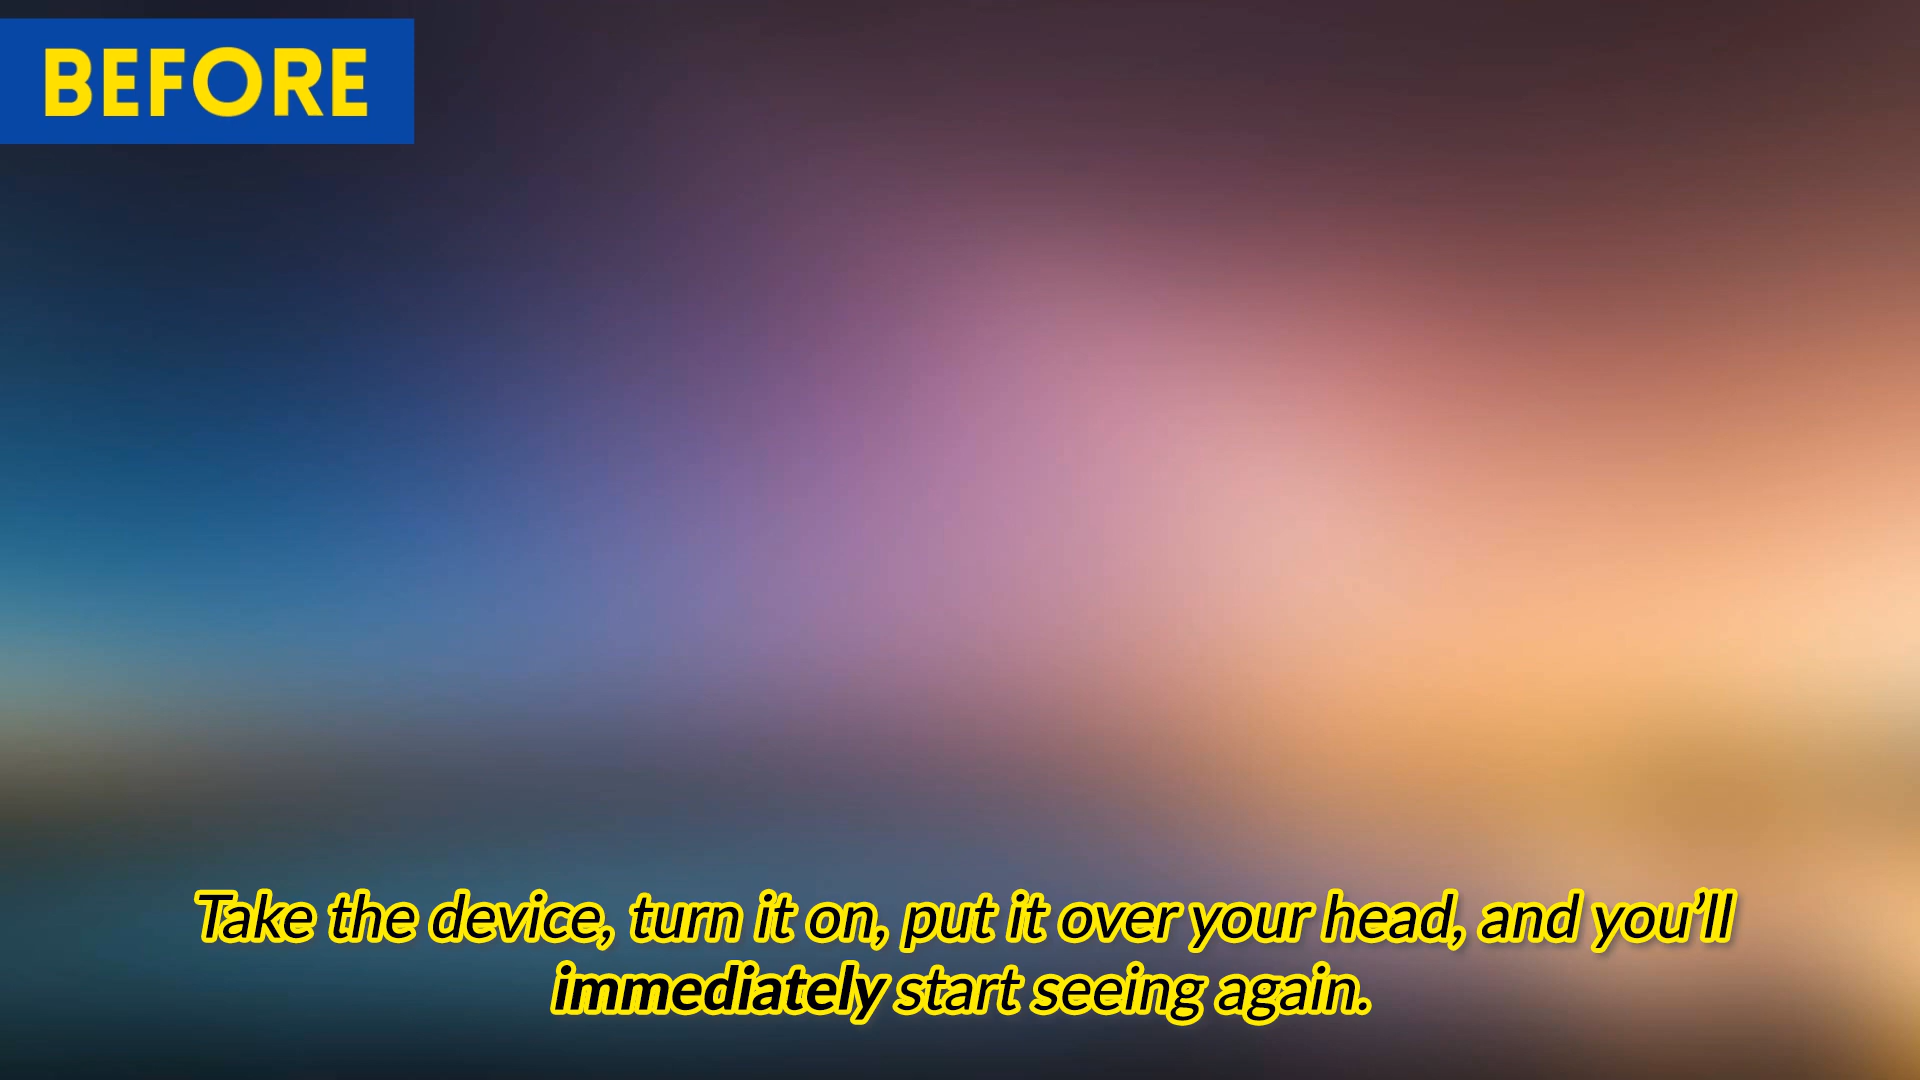 BEFORE
Take the device, turn it on, put it over your head, and you’ll
immediately start seeing again.